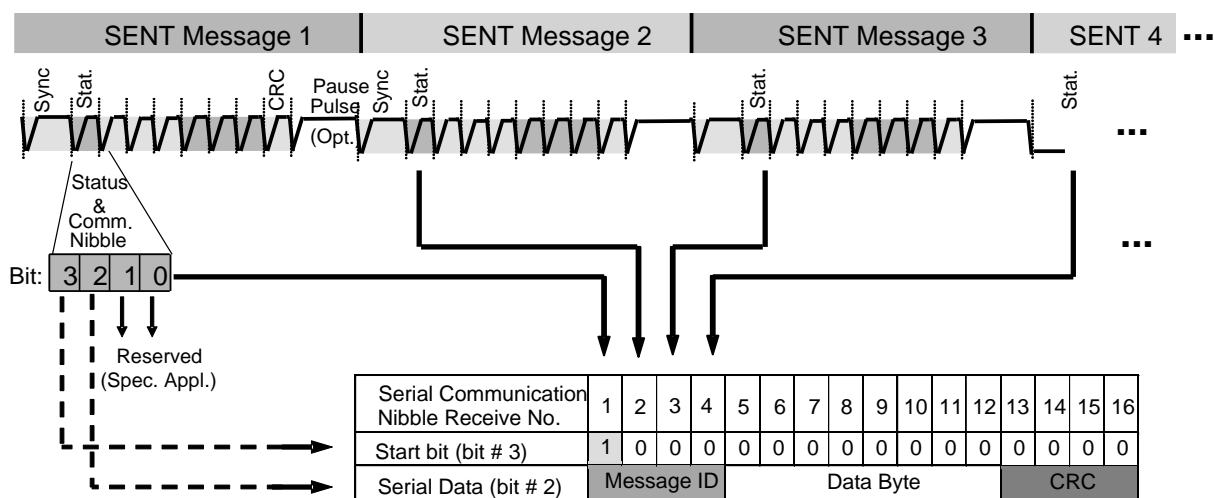 SENT Message 1 SENT Message 2 SENT Message 3 SENT 4 ...
Sync Stat. CRC Pause Pulse (Opt. Sync Stat. Stat. Stat.
...
Status
&
Comm.
Nibble
...
Bit: 3 2 1 0
Reserved
(Spec. Appl.)
Serial Communication
Nibble Receive No. 1 2 3 4 5 6 7 8 9 10 11 12 13 14 15 16
Start bit (bit # 3) 1 0 0 0 0 0 0 0 0 0 0 0 0 0 0 0
Serial Data (bit # 2) Message ID Data Byte CRC